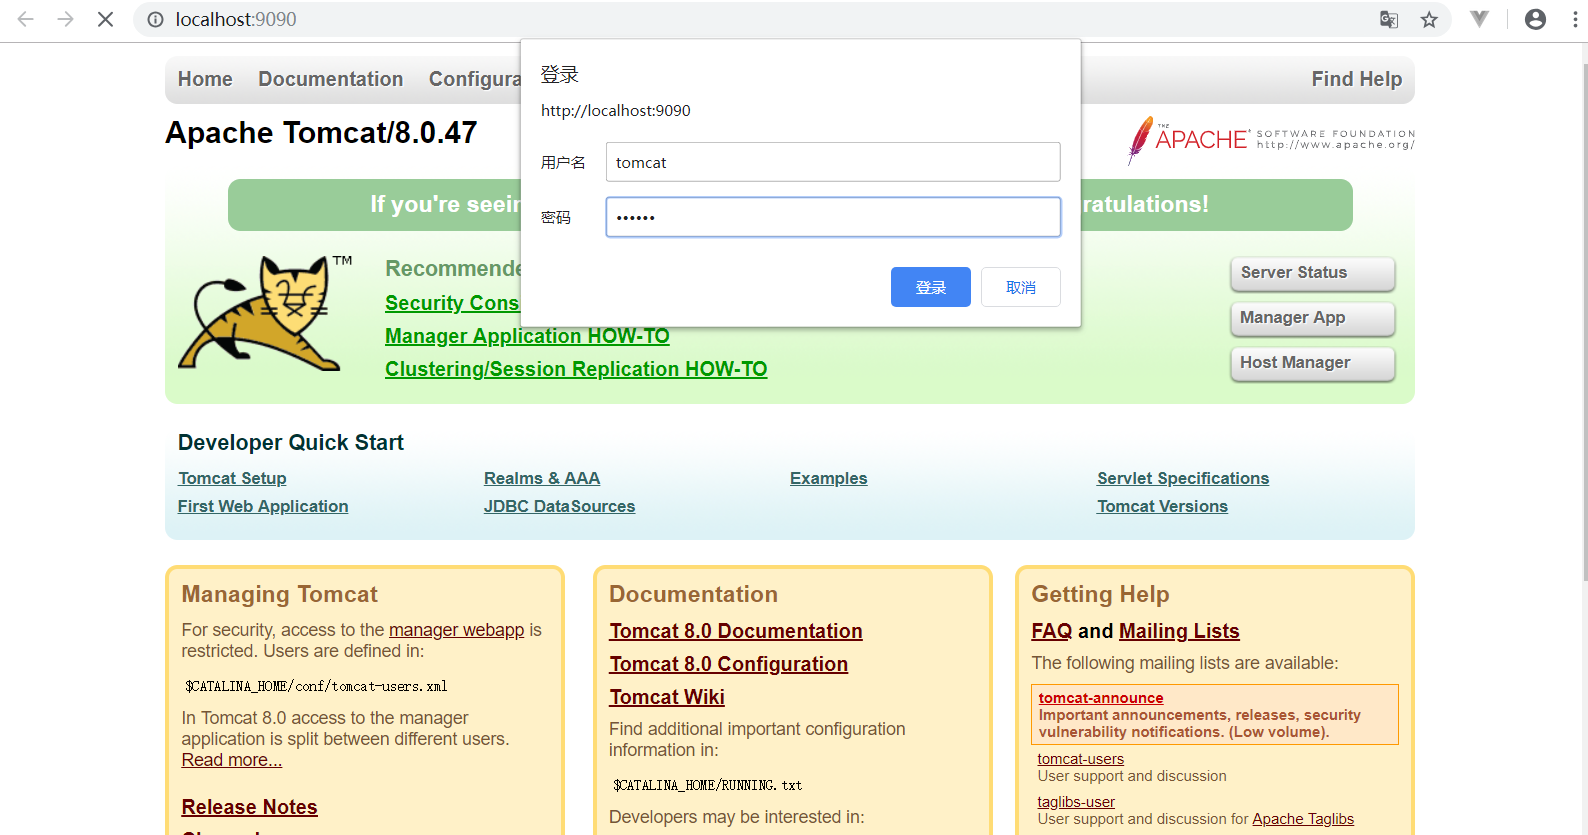 localhost:9090
登录
http://localhost:9090
用户名 tomcat
密码 ••••••
登录 取消
Home Documentation Configura Find Help
Apache Tomcat/8.0.47
THE APACHE® SOFTWARE FOUNDATION
http://www.apache.org/
If you're seein ratulations!
TM
Recommende
Security Cons
Manager Application HOW-TO
Clustering/Session Replication HOW-TO
Server Status
Manager App
Host Manager
Developer Quick Start
Tomcat Setup Realms & AAA Examples Servlet Specifications
First Web Application JDBC DataSources Tomcat Versions
Managing Tomcat
For security, access to the manager webapp is
restricted. Users are defined in:
$CATALINA_HOME/conf/tomcat-users.xml
In Tomcat 8.0 access to the manager
application is split between different users.
Read more...
Release Notes
Documentation
Tomcat 8.0 Documentation
Tomcat 8.0 Configuration
Tomcat Wiki
Find additional important configuration
information in:
$CATALINA_HOME/RUNNING.txt
Developers may be interested in:
Getting Help
FAQ and Mailing Lists
The following mailing lists are available:
tomcat-announce
Important announcements, releases, security
vulnerability notifications. (Low volume).
tomcat-users
User support and discussion
taglibs-user
User support and discussion for Apache Taglibs